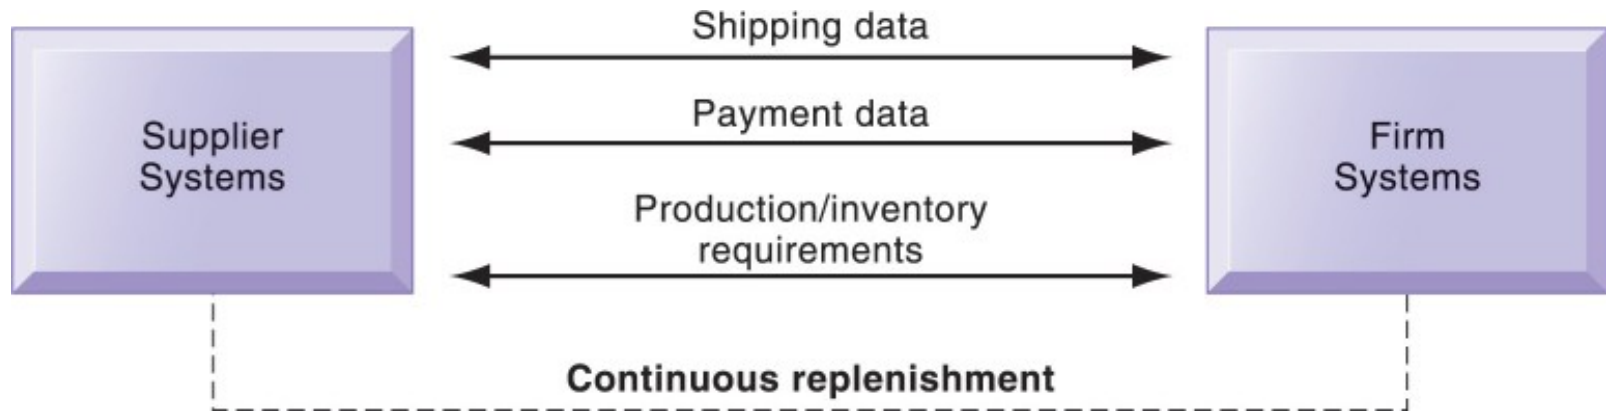 Shipping data
Payment data
Supplier
Systems
Firm
Systems
Production/inventory
requirements
Continuous replenishment